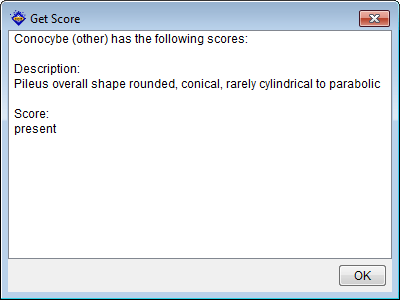 Get Score
Conocybe (other) has the following scores:
Description:
Pileus overall shape rounded, conical, rarely cylindrical to parabolic
Score:
present
OK